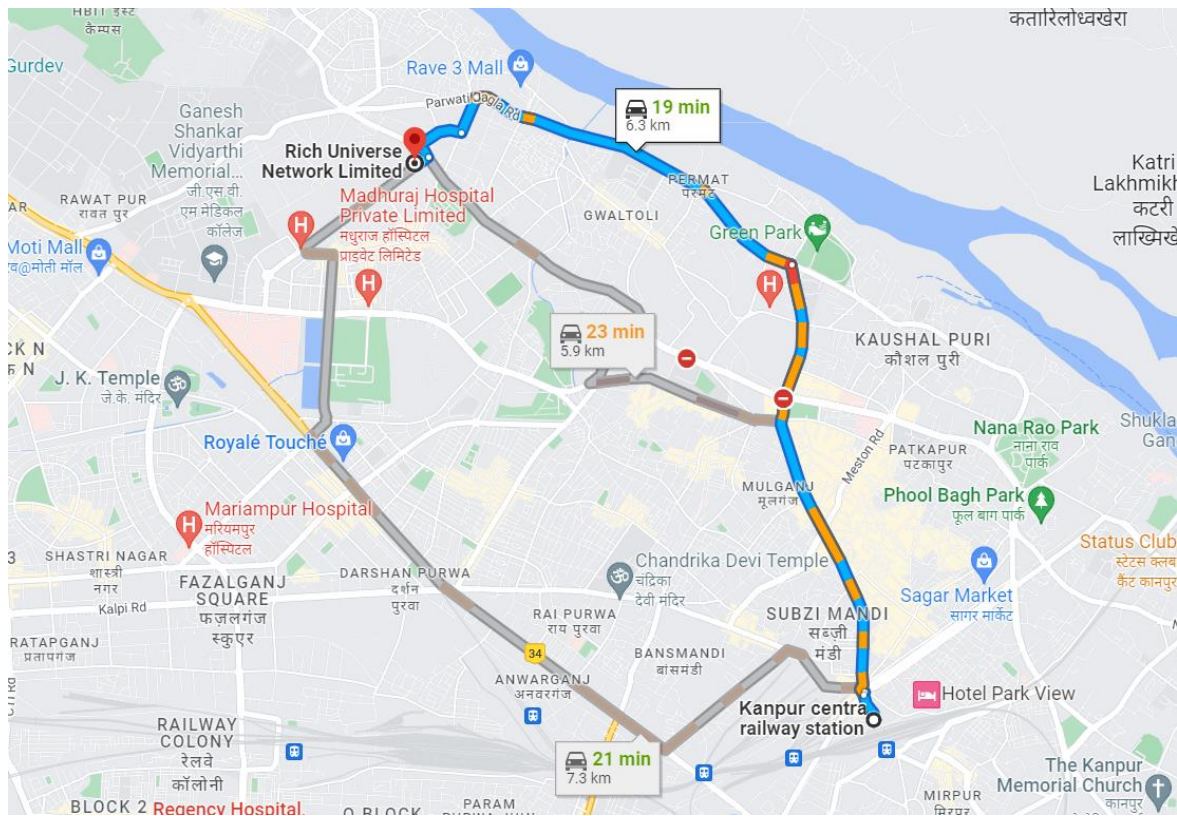 HBIT इस्ट
कैम्पस
कतारिलोध्वखेरा
Gurdev
Rave 3 Mall
Ganesh
Shankar
Vidyarthi
Memorial...
जी.एस.वी.
एम मेडिकल
कॉलेज
Parwati Bagla Rd
19 min
6.3 km
Rich Universe
Network Limited
RAWAT PUR
रावत पुर
Madhuraj Hospital
Private Limited
मधुराज हॉस्पिटल
प्राइवेट लिमिटेड
PERMAT
परमट
GWALTOLI
Green Park
Katri
Lakhmikh
कटरी
लाख्मिखे
AR
Moti Mall
रेव@मोती मॉल
23 min
5.9 km
KAUSHAL PURI
कौशल पुरी
CK N
क N
J. K. Temple
जे.के. मंदिर
Royalé Touché
Meston Rd
PATKAPUR
पटकापुर
Nana Rao Park
नाना राव
पार्क
Shukla
Gan
MULGANJ
मूलगंज
Phool Bagh Park
फूल बाग पार्क
Mariampur Hospital
मरियमपुर
हॉस्पिटल
Status Club
स्टेटस क्लब
कैंट कानपुर
3
SHASTRI NAGAR
शास्त्री
नगर
DARSHAN PURWA
दर्शन
पुरवा
Chandrika Devi Temple
चंद्रिका
देवी मंदिर
Sagar Market
सागर मार्केट
FAZALGANJ
SQUARE
फज़लगंज
स्कुएर
Kalpi Rd
RAI PURWA
राय पुरवा
SUBZI MANDI
सब्ज़ी
मंडी
RATAPGANJ
प्रतापगंज
34
BANSMANDI
बांसमंडी
ANWARGANJ
अनवरगंज
Hotel Park View
Kanpur centra
railway station
RAILWAY
COLONY
रेलवे
कॉलोनी
21 min
7.3 km
The Kanpur
Memorial Church
कानपुर
MIRPUR
मिरपुर
BLOCK 2
Regency Hospital,
O BLOCK
PARAM